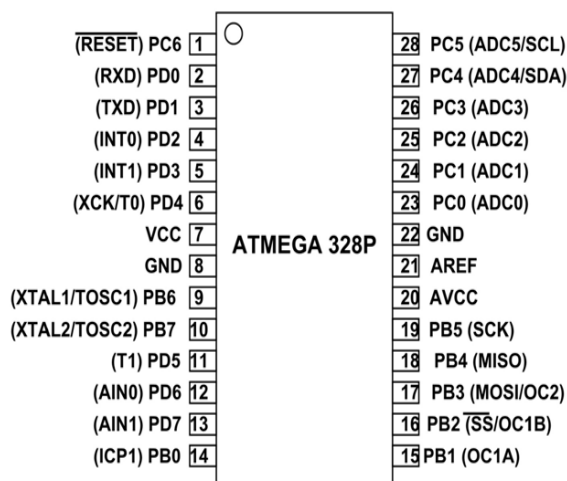 (RESET) PC6 1
(RXD) PD0 2
(TXD) PD1 3
(INT0) PD2 4
(INT1) PD3 5
(XCK/T0) PD4 6
VCC 7
GND 8
(XTAL1/TOSC1) PB6 9
(XTAL2/TOSC2) PB7 10
(T1) PD5 11
(AIN0) PD6 12
(AIN1) PD7 13
(ICP1) PB0 14
ATMEGA 328P
28 PC5 (ADC5/SCL)
27 PC4 (ADC4/SDA)
26 PC3 (ADC3)
25 PC2 (ADC2)
24 PC1 (ADC1)
23 PC0 (ADC0)
22 GND
21 AREF
20 AVCC
19 PB5 (SCK)
18 PB4 (MISO)
17 PB3 (MOSI/OC2)
16 PB2 (SS/OC1B)
15 PB1 (OC1A)